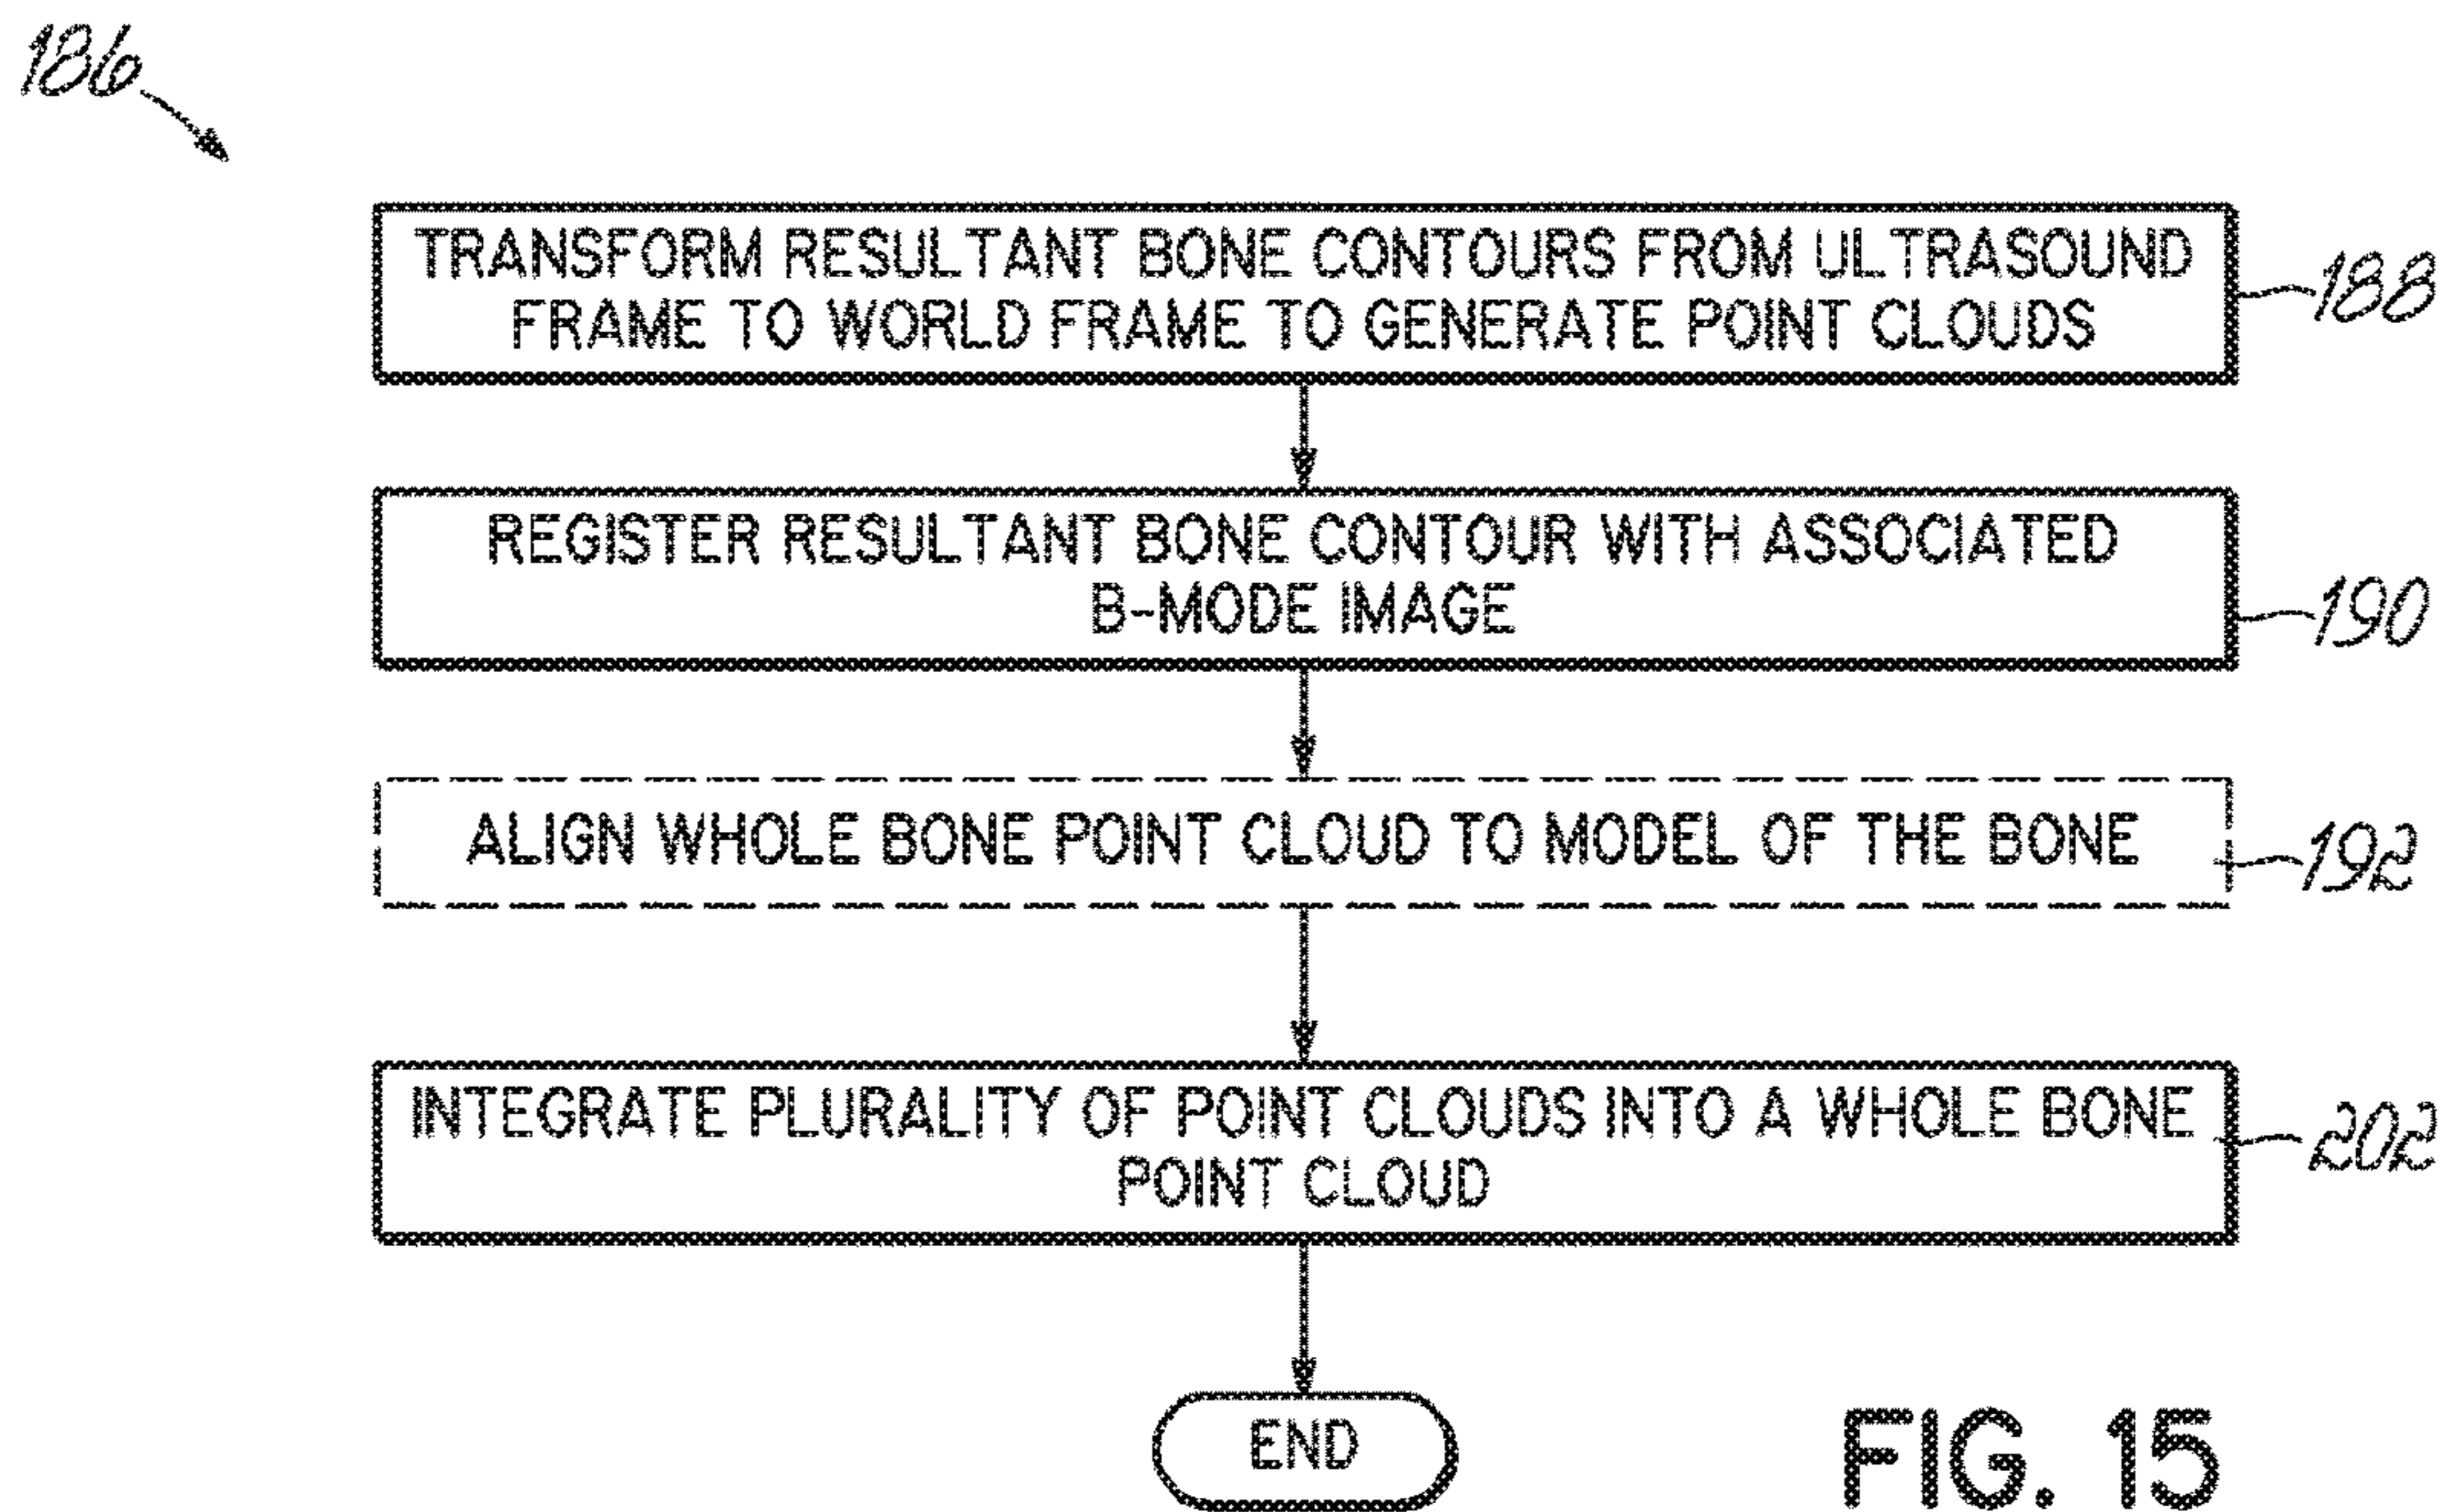 186
TRANSFORM RESULTANT BONE CONTOURS FROM ULTRASOUND
FRAME TO WORLD FRAME TO GENERATE POINT CLOUDS
188
REGISTER RESULTANT BONE CONTOUR WITH ASSOCIATED
B-MODE IMAGE
190
ALIGN WHOLE BONE POINT CLOUD TO MODEL OF THE BONE
192
INTEGRATE PLURALITY OF POINT CLOUDS INTO A WHOLE BONE
POINT CLOUD
202
END
FIG. 15